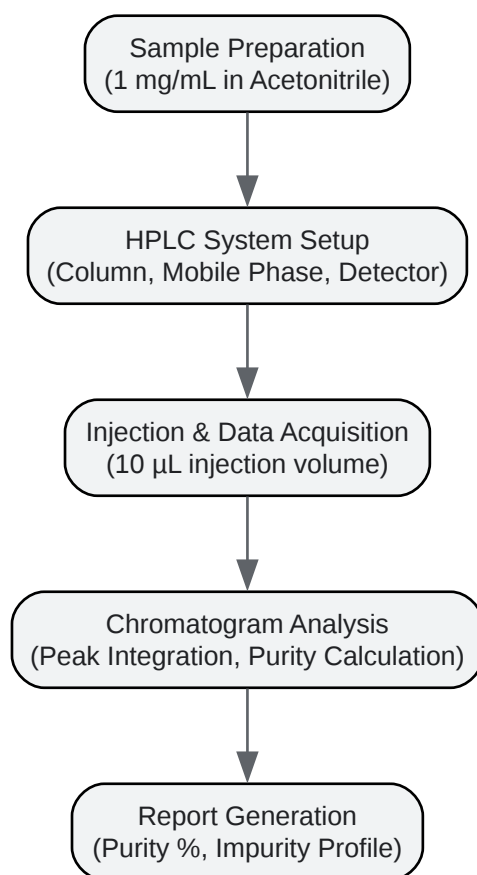 Sample Preparation
(1 mg/mL in Acetonitrile)
HPLC System Setup
(Column, Mobile Phase, Detector)
Injection & Data Acquisition
(10 µL injection volume)
Chromatogram Analysis
(Peak Integration, Purity Calculation)
Report Generation
(Purity %, Impurity Profile)